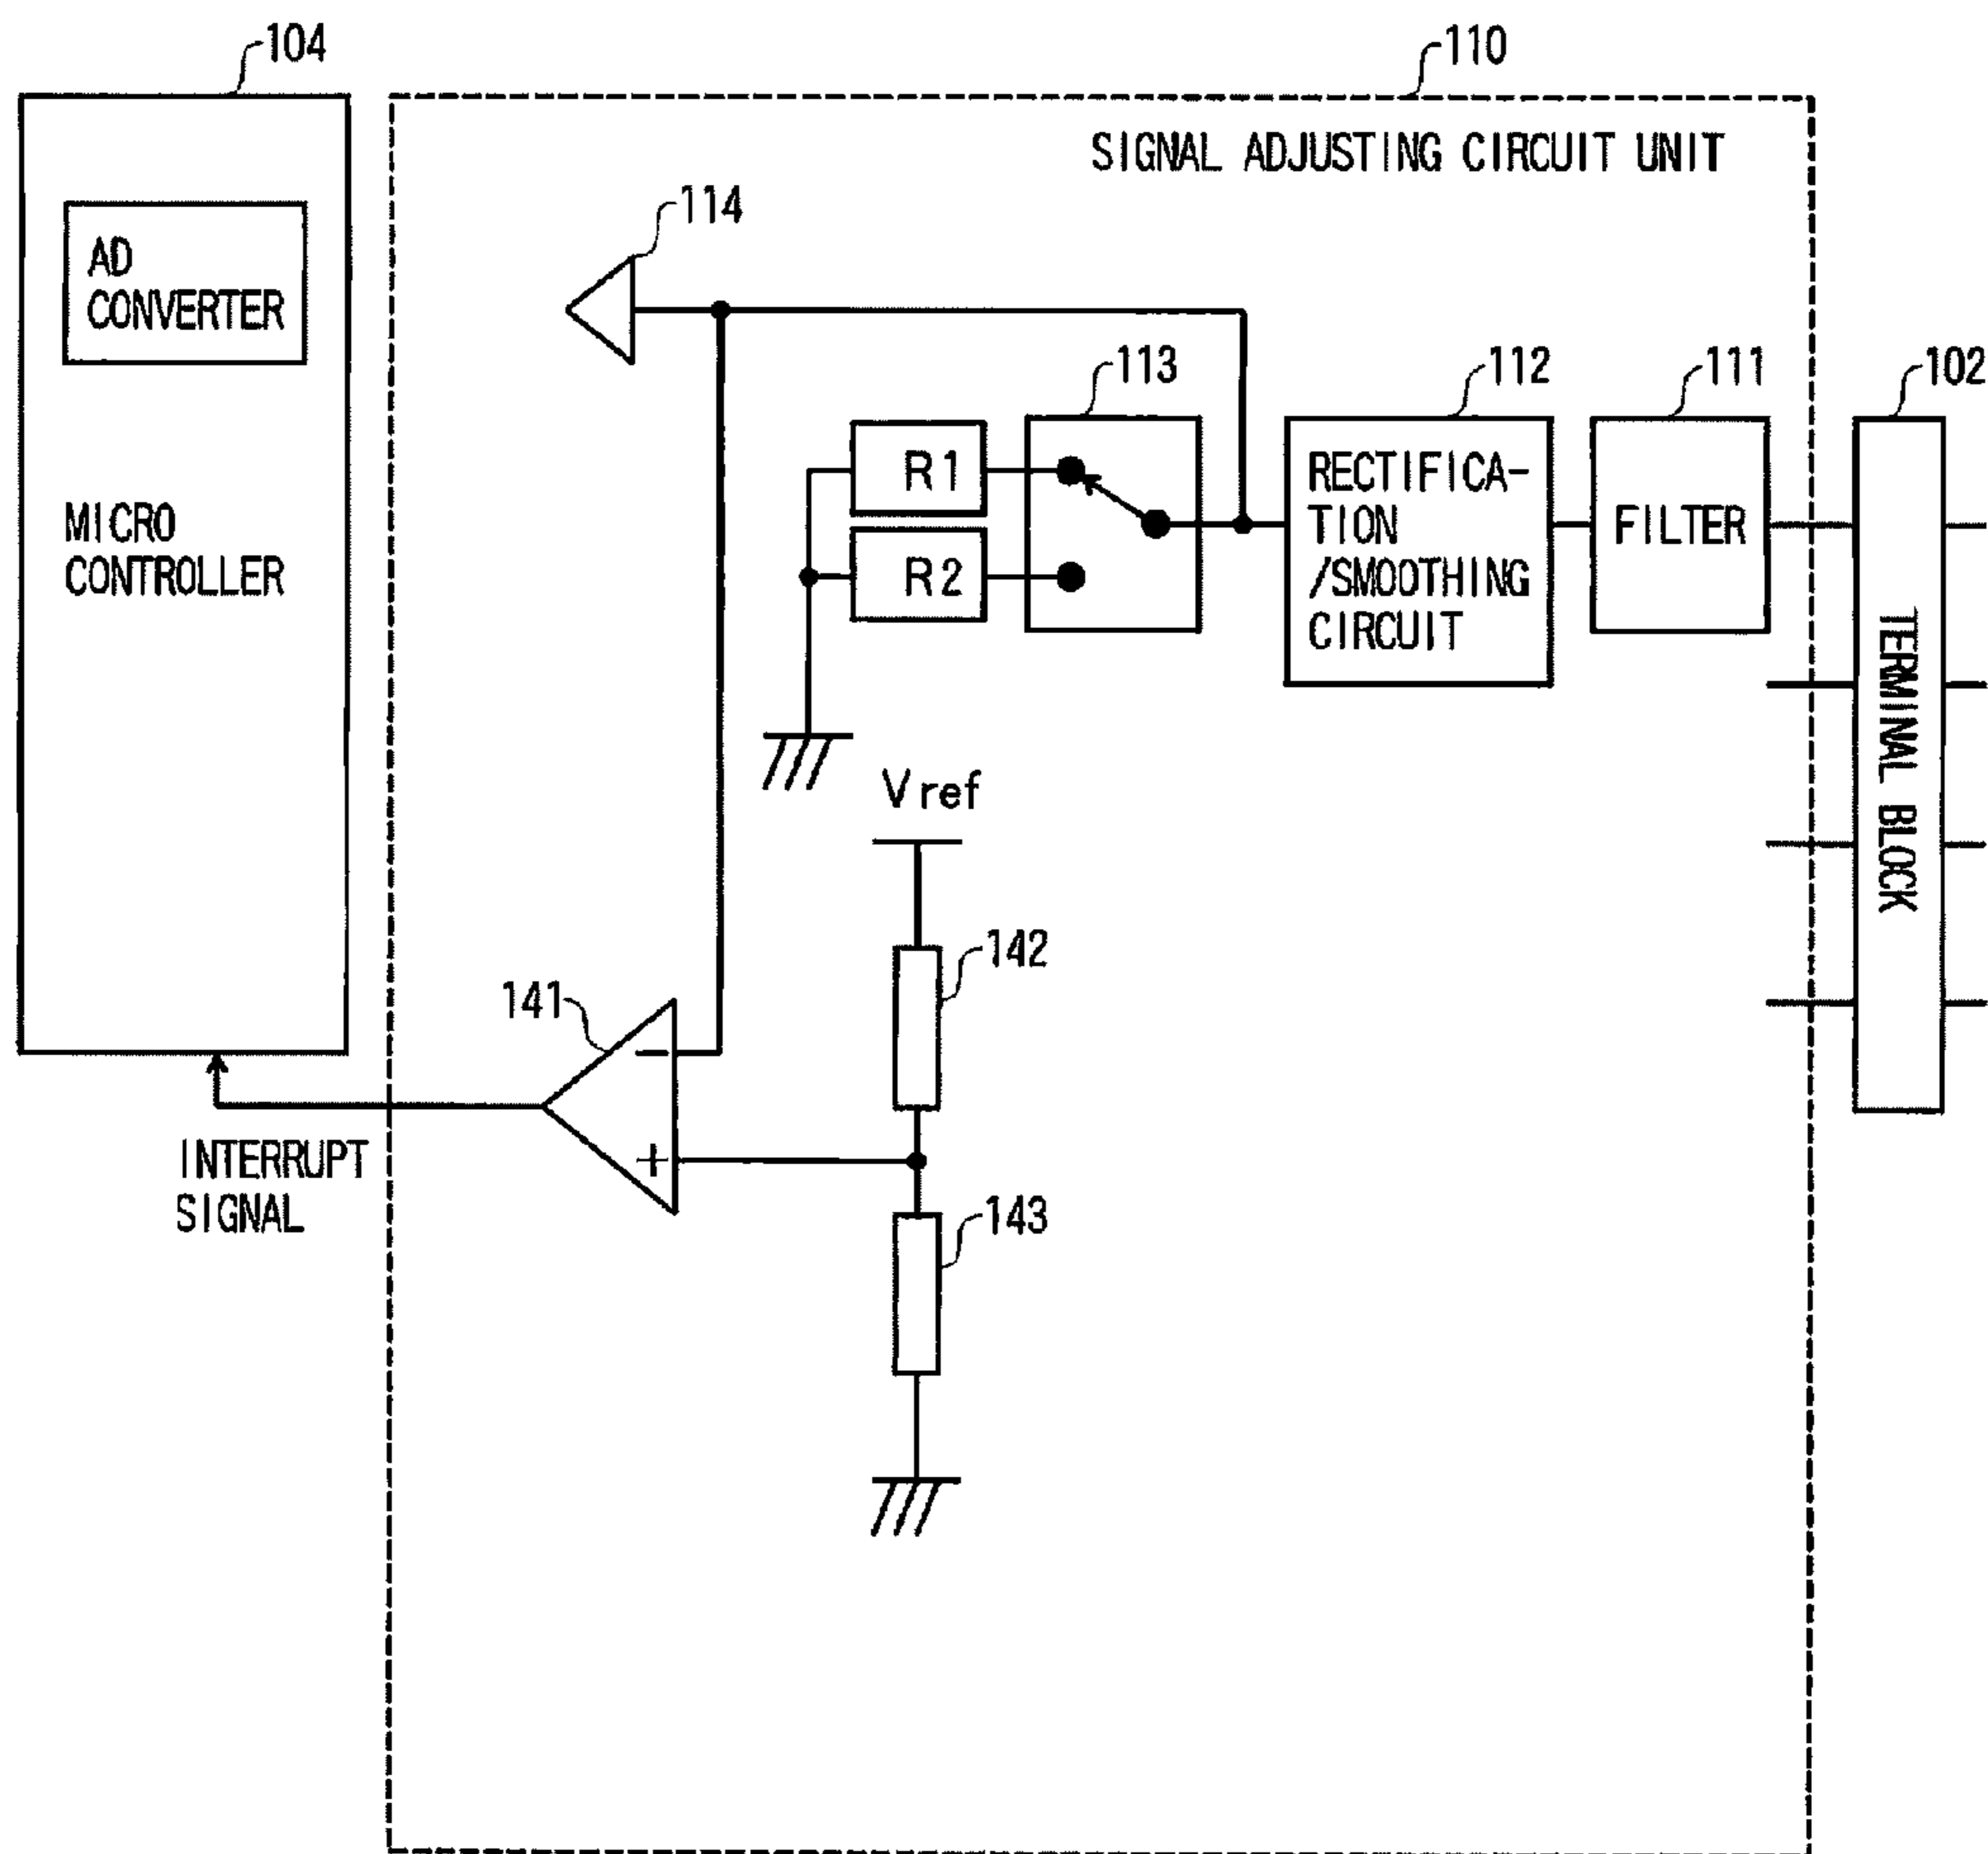 104
110
SIGNAL ADJUSTING CIRCUIT UNIT
114
AD
CONVERTER
113
112
111
102
R1
R2
RECTIFICA-
TION
/SMOOTHING
CIRCUIT
FILTER
MICRO
CONTROLLER
TERMINAL BLOCK
Vref
142
141
−
+
INTERRUPT
SIGNAL
143